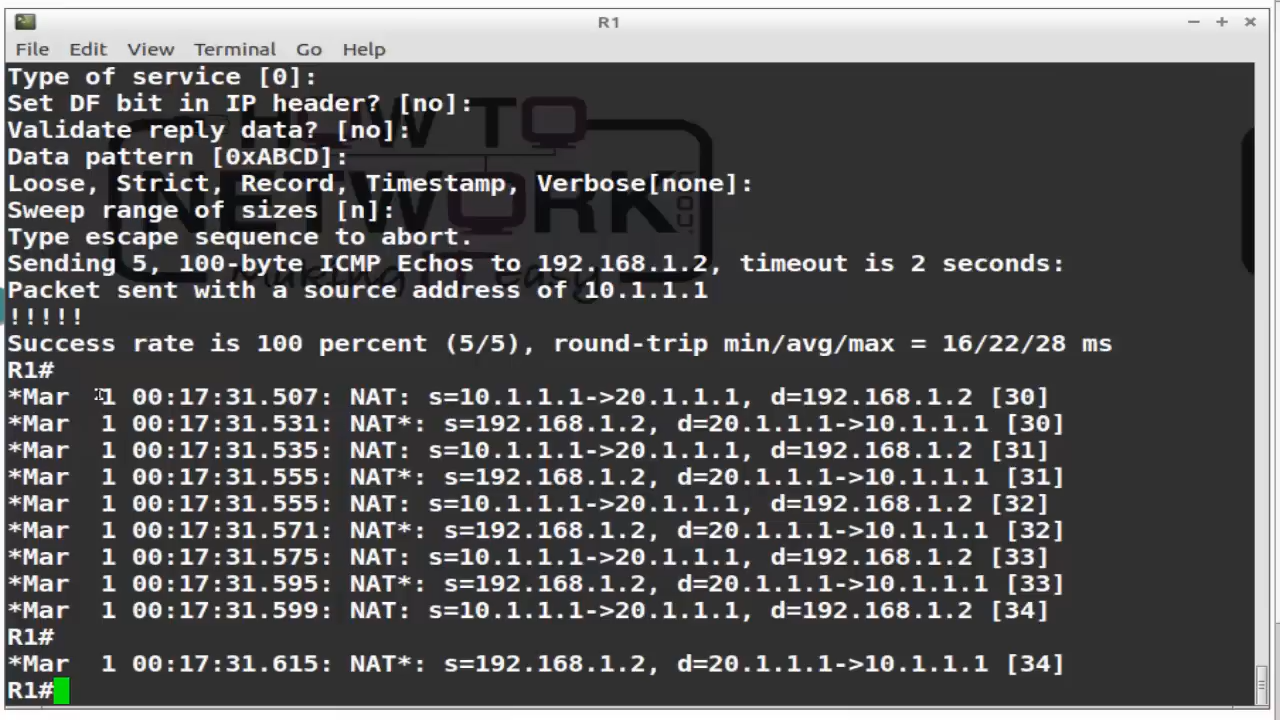 R1
File Edit View Terminal Go Help
Type of service [0]:
Set DF bit in IP header? [no]:
Validate reply data? [no]:
Data pattern [0xABCD]:
Loose, Strict, Record, Timestamp, Verbose[none]:
Sweep range of sizes [n]:
Type escape sequence to abort.
Sending 5, 100-byte ICMP Echos to 192.168.1.2, timeout is 2 seconds:
Packet sent with a source address of 10.1.1.1
!!!!!
Success rate is 100 percent (5/5), round-trip min/avg/max = 16/22/28 ms
R1#
*Mar  1 00:17:31.507: NAT: s=10.1.1.1->20.1.1.1, d=192.168.1.2 [30]
*Mar  1 00:17:31.531: NAT*: s=192.168.1.2, d=20.1.1.1->10.1.1.1 [30]
*Mar  1 00:17:31.535: NAT: s=10.1.1.1->20.1.1.1, d=192.168.1.2 [31]
*Mar  1 00:17:31.555: NAT*: s=192.168.1.2, d=20.1.1.1->10.1.1.1 [31]
*Mar  1 00:17:31.555: NAT: s=10.1.1.1->20.1.1.1, d=192.168.1.2 [32]
*Mar  1 00:17:31.571: NAT*: s=192.168.1.2, d=20.1.1.1->10.1.1.1 [32]
*Mar  1 00:17:31.575: NAT: s=10.1.1.1->20.1.1.1, d=192.168.1.2 [33]
*Mar  1 00:17:31.595: NAT*: s=192.168.1.2, d=20.1.1.1->10.1.1.1 [33]
*Mar  1 00:17:31.599: NAT: s=10.1.1.1->20.1.1.1, d=192.168.1.2 [34]
R1#
*Mar  1 00:17:31.615: NAT*: s=192.168.1.2, d=20.1.1.1->10.1.1.1 [34]
R1#
HOW TO
NETWORK
.com
Making IT easy